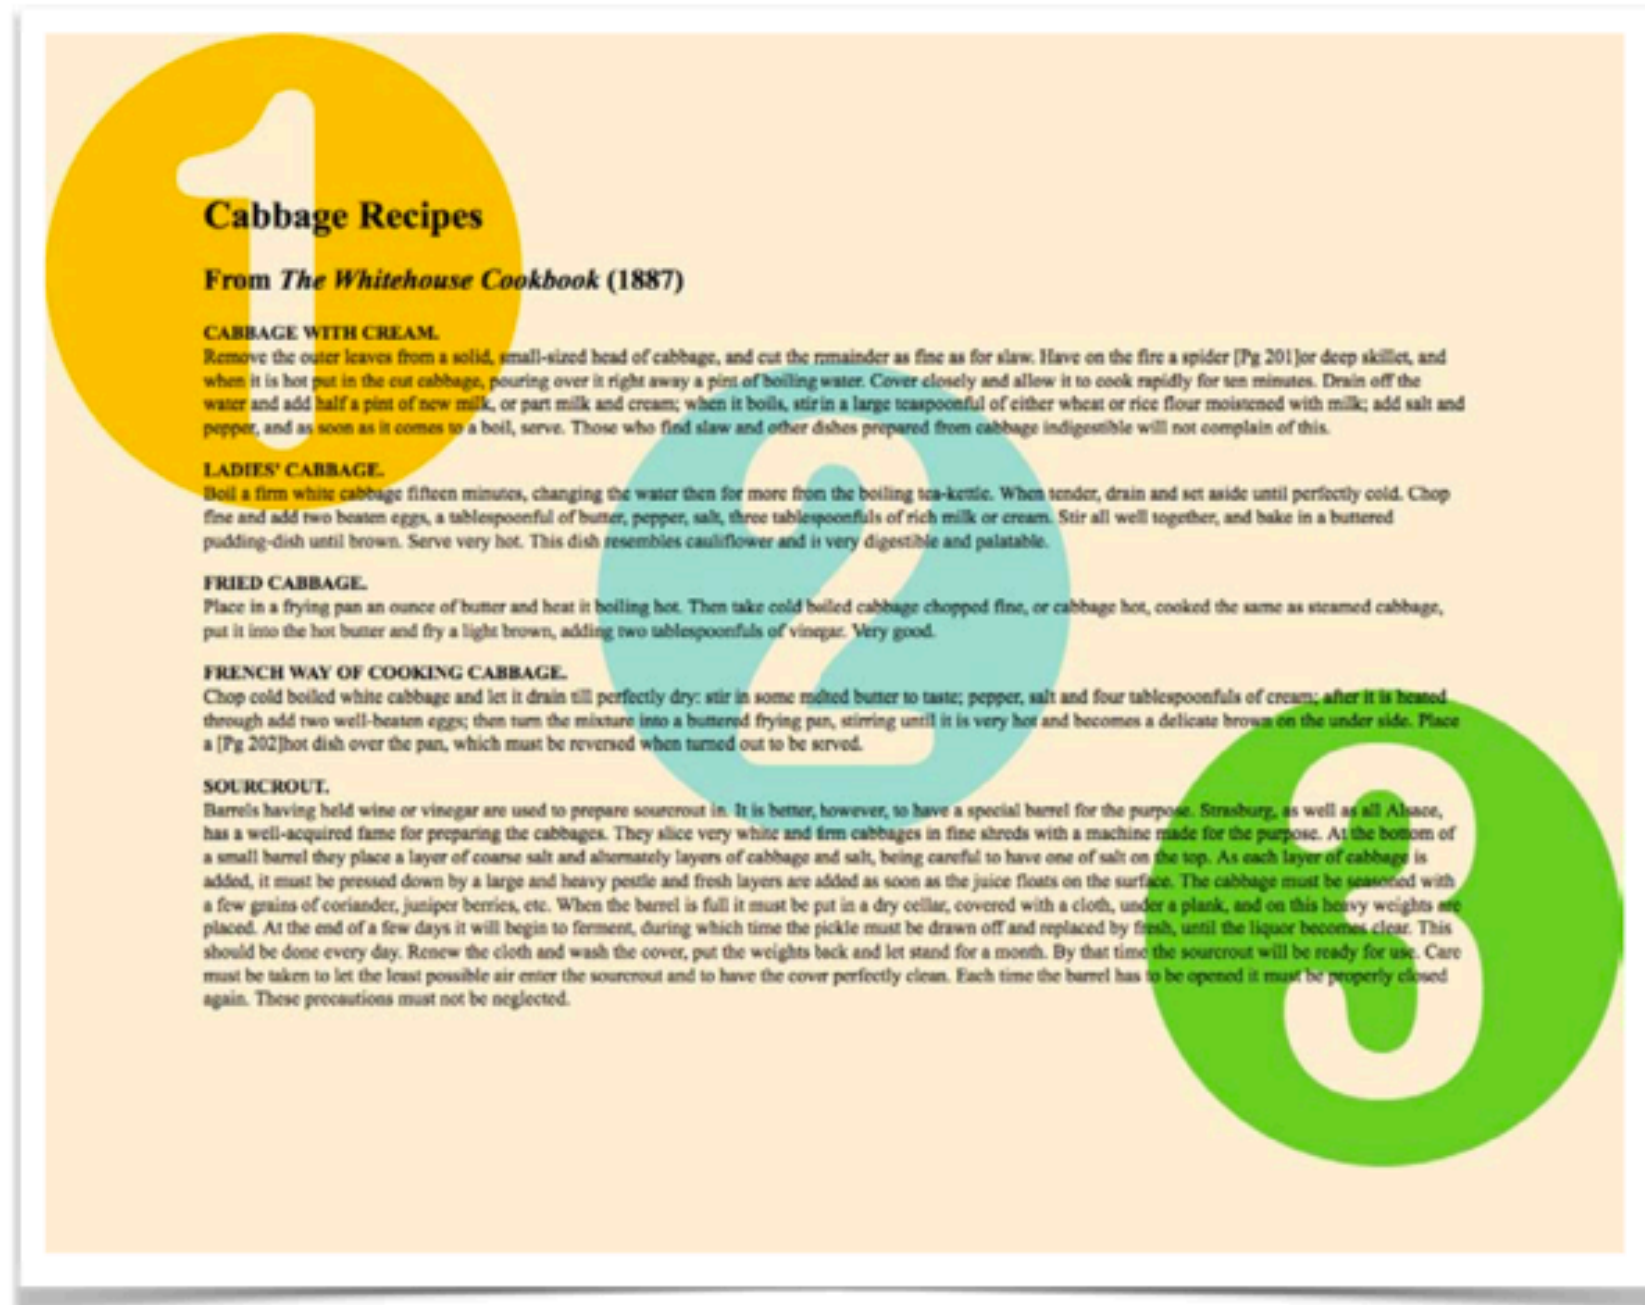 1
Cabbage Recipes
From The Whitehouse Cookbook (1887)
CABBAGE WITH CREAM.
Remove the outer leaves from a solid, small-sized head of cabbage, and cut the rmainder as fine as for slaw. Have on the fire a spider [Pg 201]or deep skillet, and
when it is hot put in the cut cabbage, pouring over it right away a pint of boiling water. Cover closely and allow it to cook rapidly for ten minutes. Drain off the
water and add half a pint of new milk, or part milk and cream; when it boils, stir in a large teaspoonful of either wheat or rice flour moistened with milk; add salt and
pepper, and as soon as it comes to a boil, serve. Those who find slaw and other dishes prepared from cabbage indigestible will not complain of this.
LADIES' CABBAGE.
Boil a firm white cabbage fifteen minutes, changing the water then for more from the boiling tea-kettle. When tender, drain and set aside until perfectly cold. Chop
fine and add two beaten eggs, a tablespoonful of butter, pepper, salt, three tablespoonfuls of rich milk or cream. Stir all well together, and bake in a buttered
pudding-dish until brown. Serve very hot. This dish resembles cauliflower and is very digestible and palatable.
2
FRIED CABBAGE.
Place in a frying pan an ounce of butter and heat it boiling hot. Then take cold boiled cabbage chopped fine, or cabbage hot, cooked the same as steamed cabbage,
put it into the hot butter and fry a light brown, adding two tablespoonfuls of vinegar. Very good.
FRENCH WAY OF COOKING CABBAGE.
Chop cold boiled white cabbage and let it drain till perfectly dry: stir in some melted butter to taste; pepper, salt and four tablespoonfuls of cream; after it is heated
through add two well-beaten eggs; then turn the mixture into a buttered frying pan, stirring until it is very hot and becomes a delicate brown on the under side. Place
a [Pg 202]hot dish over the pan, which must be reversed when turned out to be served.
SOURCROUT.
Barrels having held wine or vinegar are used to prepare sourcrout in. It is better, however, to have a special barrel for the purpose. Strasburg, as well as all Alsace,
has a well-acquired fame for preparing the cabbages. They slice very white and firm cabbages in fine shreds with a machine made for the purpose. At the bottom of
a small barrel they place a layer of coarse salt and alternately layers of cabbage and salt, being careful to have one of salt on the top. As each layer of cabbage is
added, it must be pressed down by a large and heavy pestle and fresh layers are added as soon as the juice floats on the surface. The cabbage must be seasoned with
a few grains of coriander, juniper berries, etc. When the barrel is full it must be put in a dry cellar, covered with a cloth, under a plank, and on this heavy weights are
placed. At the end of a few days it will begin to ferment, during which time the pickle must be drawn off and replaced by fresh, until the liquor becomes clear. This
should be done every day. Renew the cloth and wash the cover, put the weights back and let stand for a month. By that time the sourcrout will be ready for use. Care
must be taken to let the least possible air enter the sourcrout and to have the cover perfectly clean. Each time the barrel has to be opened it must be properly closed
again. These precautions must not be neglected.
3